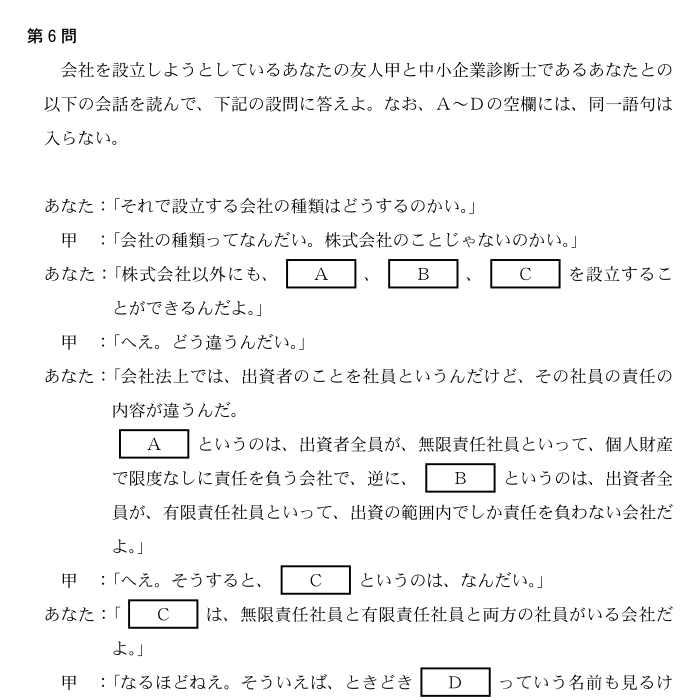 第6問
会社を設立しようとしているあなたの友人甲と中小企業診断士であるあなたとの
以下の会話を読んで、下記の設問に答えよ。なお、A～Dの空欄には、同一語句は
入らない。
あなた：「それで設立する会社の種類はどうするのかい。」
甲　：「会社の種類ってなんだい。株式会社のことじゃないのかい。」
あなた：「株式会社以外にも、 A 、 B 、 C を設立するこ
とができるんだよ。」
甲　：「へえ。どう違うんだい。」
あなた：「会社法上では、出資者のことを社員というんだけど、その社員の責任の
内容が違うんだ。
A というのは、出資者全員が、無限責任社員といって、個人財産
で限度なしに責任を負う会社で、逆に、 B というのは、出資者全
員が、有限責任社員といって、出資の範囲内でしか責任を負わない会社だ
よ。」
甲　：「へえ。そうすると、 C というのは、なんだい。」
あなた：「 C は、無限責任社員と有限責任社員と両方の社員がいる会社だ
よ。」
甲　：「なるほどねえ。そういえば、ときどき D っていう名前も見るけ